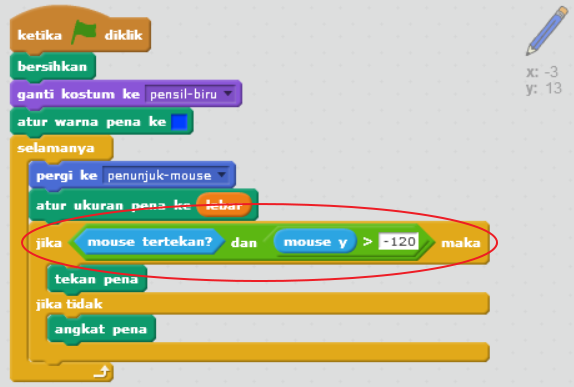 ketika diklik
bersihkan
ganti kostum ke pensil-biru
atur warna pena ke
selamanya
pergi ke penunjuk-mouse
atur ukuran pena ke lebar
jika mouse tertekan? dan mouse y > -120 maka
tekan pena
jika tidak
angkat pena
x: -3
y: 13